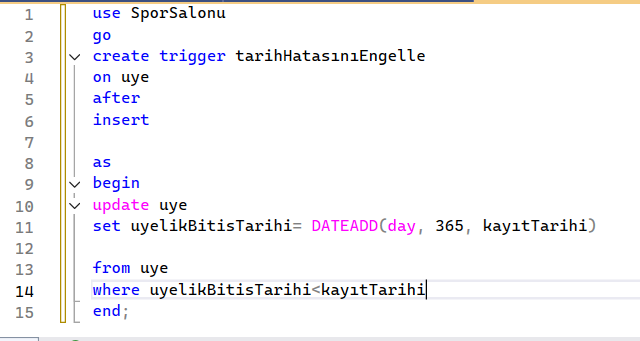 1 use SporSalonu
2 go
3 create trigger tarihHatasınıEngelle
4 on uye
5 after
6 insert
7
8 as
9 begin
10 update uye
11 set uyelikBitisTarihi= DATEADD(day, 365, kayıtTarihi)
12
13 from uye
14 where uyelikBitisTarihi<kayıtTarihi
15 end;